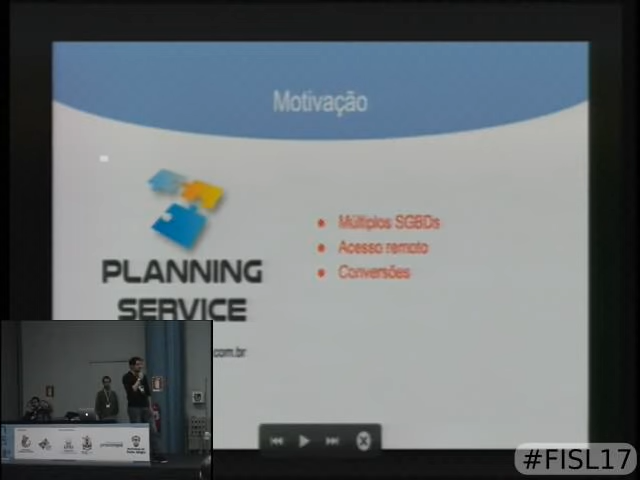 Motivação
Múltiplos SGBDs
Acesso remoto
Conversões
PLANNING
SERVICE
com.br
#FISL17